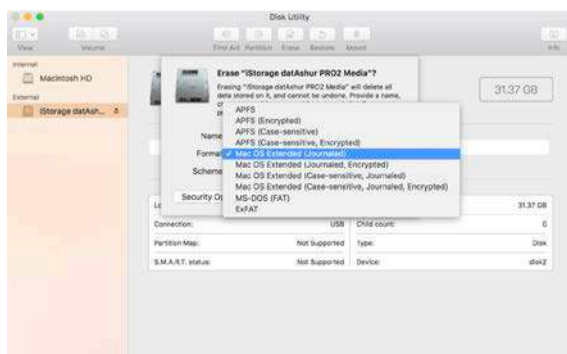 Disk Utility
View
Volume
First Aid
Partition
Erase
Restore
Mount
Info
Internal
Macintosh HD
External
iStorage datAsh...
Erase "iStorage datAshur PRO2 Media"?
Erasing "iStorage datAshur PRO2 Media" will delete all
data stored on it, and cannot be undone. Provide a name,
31.37 GB
APFS
APFS (Encrypted)
APFS (Case-sensitive)
APFS (Case-sensitive, Encrypted)
Mac OS Extended (Journaled)
Mac OS Extended (Journaled, Encrypted)
Mac OS Extended (Case-sensitive, Journaled)
Mac OS Extended (Case-sensitive, Journaled, Encrypted)
MS-DOS (FAT)
ExFAT
Name
Format
Scheme
Security Op
Lo
31.37 GB
Connection:
USB
Child count:
0
Partition Map:
Not Supported
Type:
Disk
S.M.A.R.T. status:
Not Supported
Device:
disk2